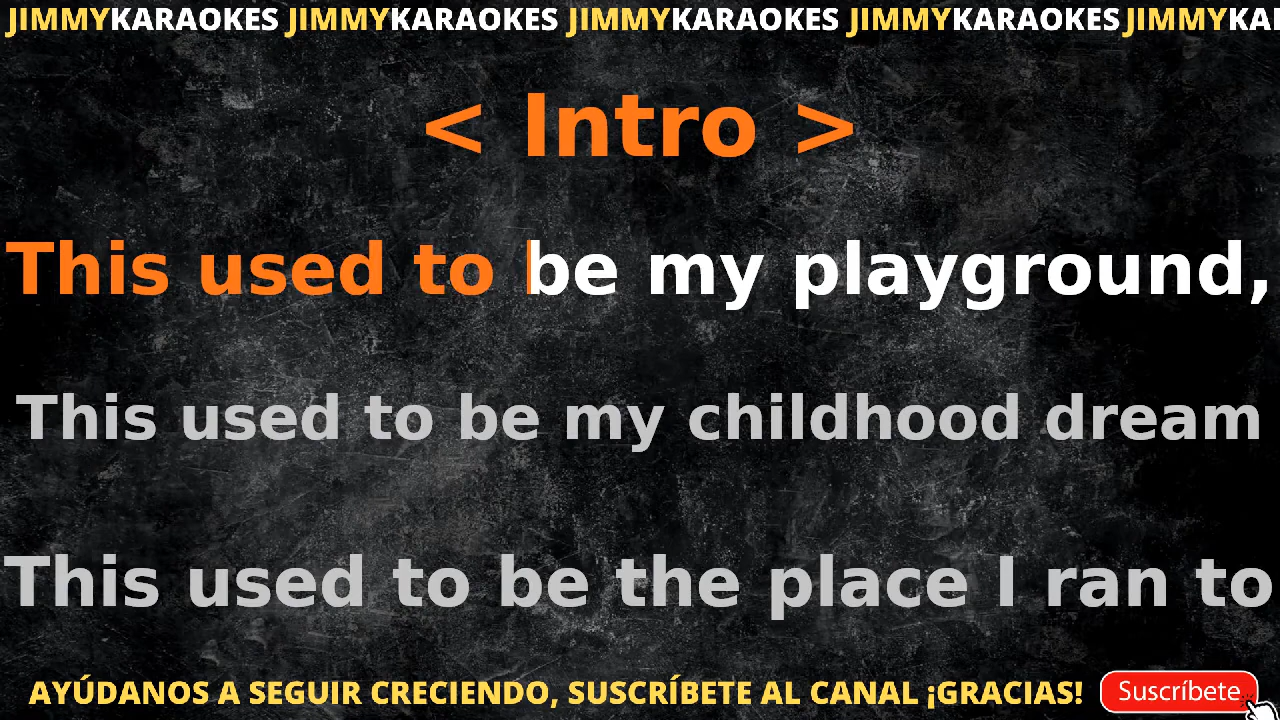 JIMMYKARAOKES JIMMYKARAOKES JIMMYKARAOKES JIMMYKARAOKES JIMMYKA
< Intro >
This used to be my playground,
This used to be my childhood dream
This used to be the place I ran to
AYÚDANOS A SEGUIR CRECIENDO, SUSCRÍBETE AL CANAL ¡GRACIAS! Suscríbete